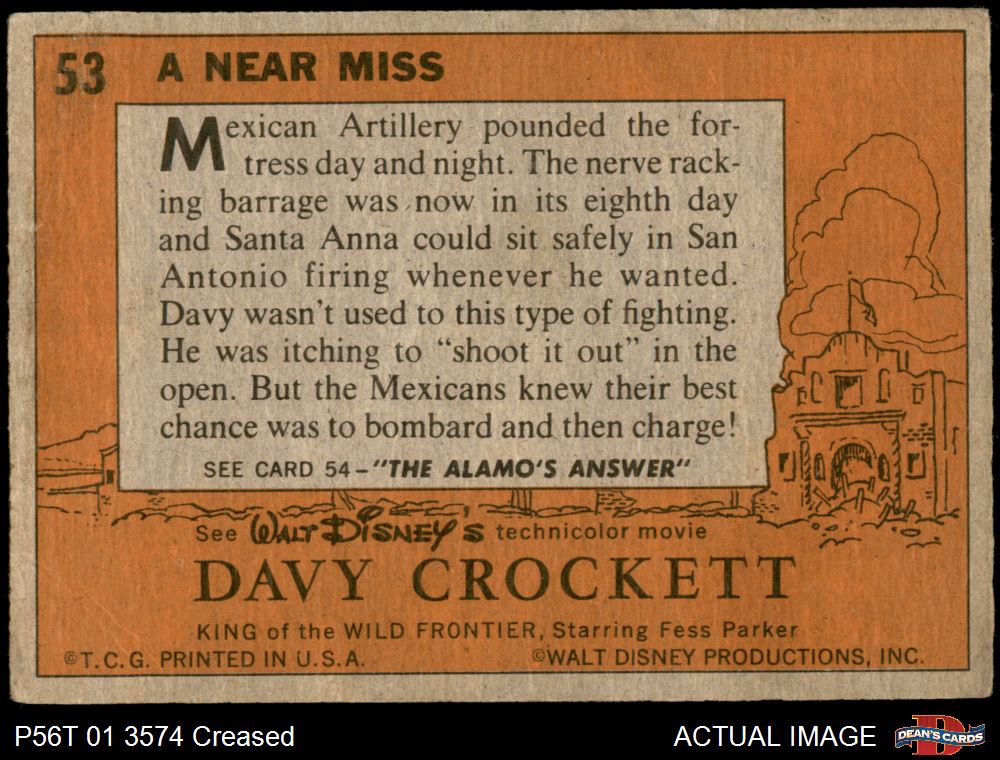 53 A NEAR MISS
Mexican Artillery pounded the for-
tress day and night. The nerve rack-
ing barrage was now in its eighth day
and Santa Anna could sit safely in San
Antonio firing whenever he wanted.
Davy wasn't used to this type of fighting.
He was itching to "shoot it out" in the
open. But the Mexicans knew their best
chance was to bombard and then charge!
SEE CARD 54-"THE ALAMO'S ANSWER"
See WALT DISNEY'S technicolor movie
DAVY CROCKETT
KING of the WILD FRONTIER, Starring Fess Parker
©T.C.G. PRINTED IN U.S.A. ©WALT DISNEY PRODUCTIONS, INC.
P56T 01 3574 Creased ACTUAL IMAGE D DEAN'S CARDS